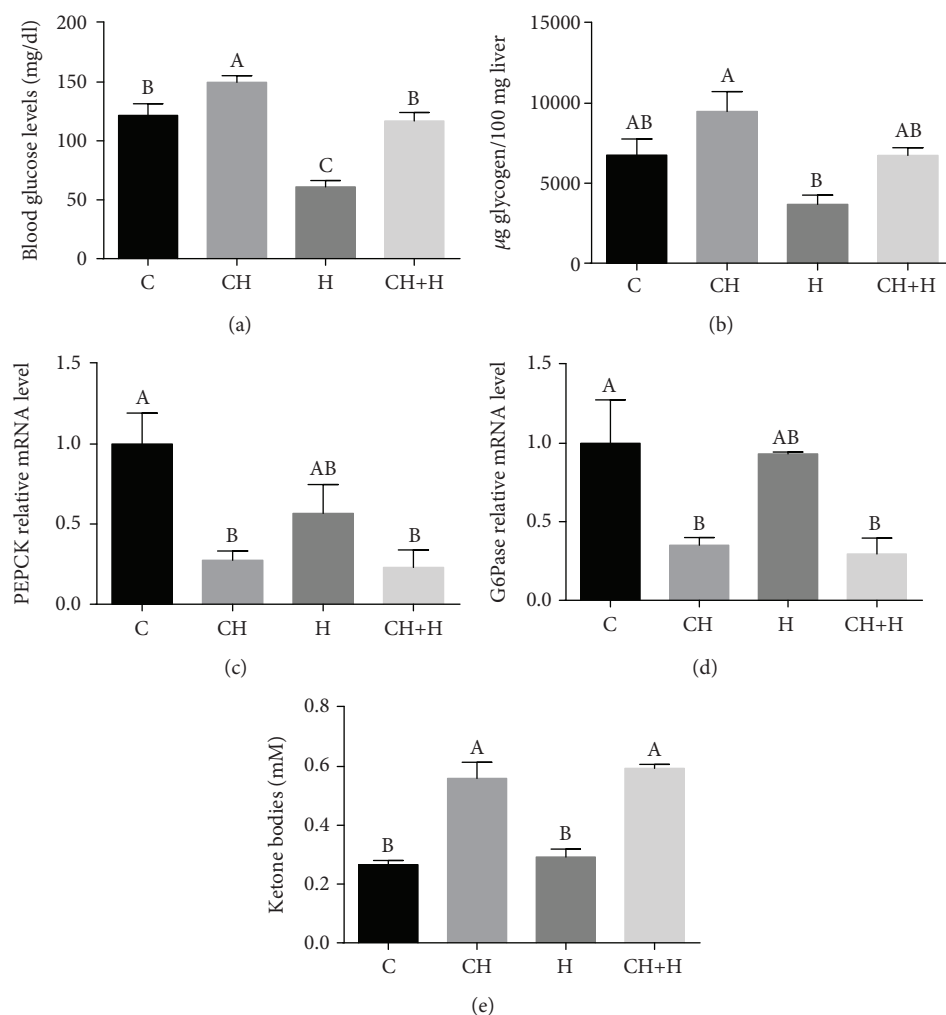 Blood glucose levels (mg/dl)
200
150
100
50
0
B
A
C
B
C
CH
H
CH+H
(a)
μg glycogen/100 mg liver
15000
10000
5000
0
AB
A
B
AB
C
CH
H
CH+H
(b)
PEPCK relative mRNA level
1.5
1.0
0.5
0.0
A
B
AB
B
C
CH
H
CH+H
(c)
G6Pase relative mRNA level
1.5
1.0
0.5
0.0
A
B
AB
B
C
CH
H
CH+H
(d)
Ketone bodies (mM)
0.8
0.6
0.4
0.2
0.0
B
A
B
A
C
CH
H
CH+H
(e)